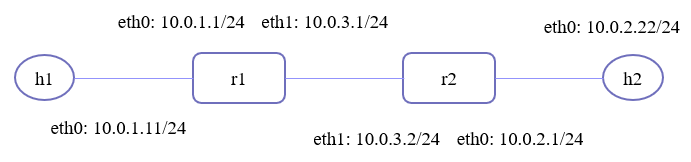 eth0: 10.0.1.1/24 eth1: 10.0.3.1/24
eth0: 10.0.2.22/24
h1 r1 r2 h2
eth0: 10.0.1.11/24
eth1: 10.0.3.2/24 eth0: 10.0.2.1/24